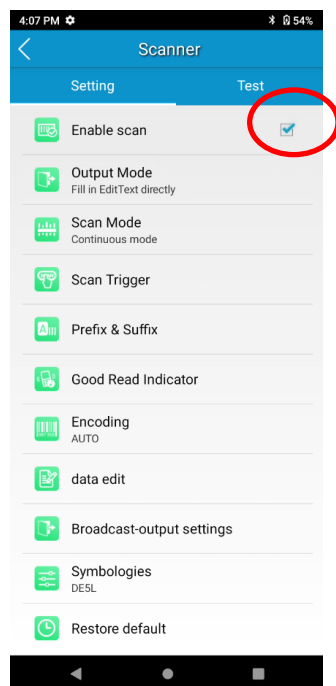 4:07 PM 54%
Scanner
Setting Test
Enable scan
Output Mode
Fill in EditText directly
Scan Mode
Continuous mode
Scan Trigger
Prefix & Suffix
Good Read Indicator
Encoding
AUTO
data edit
Broadcast-output settings
Symbologies
DE5L
Restore default